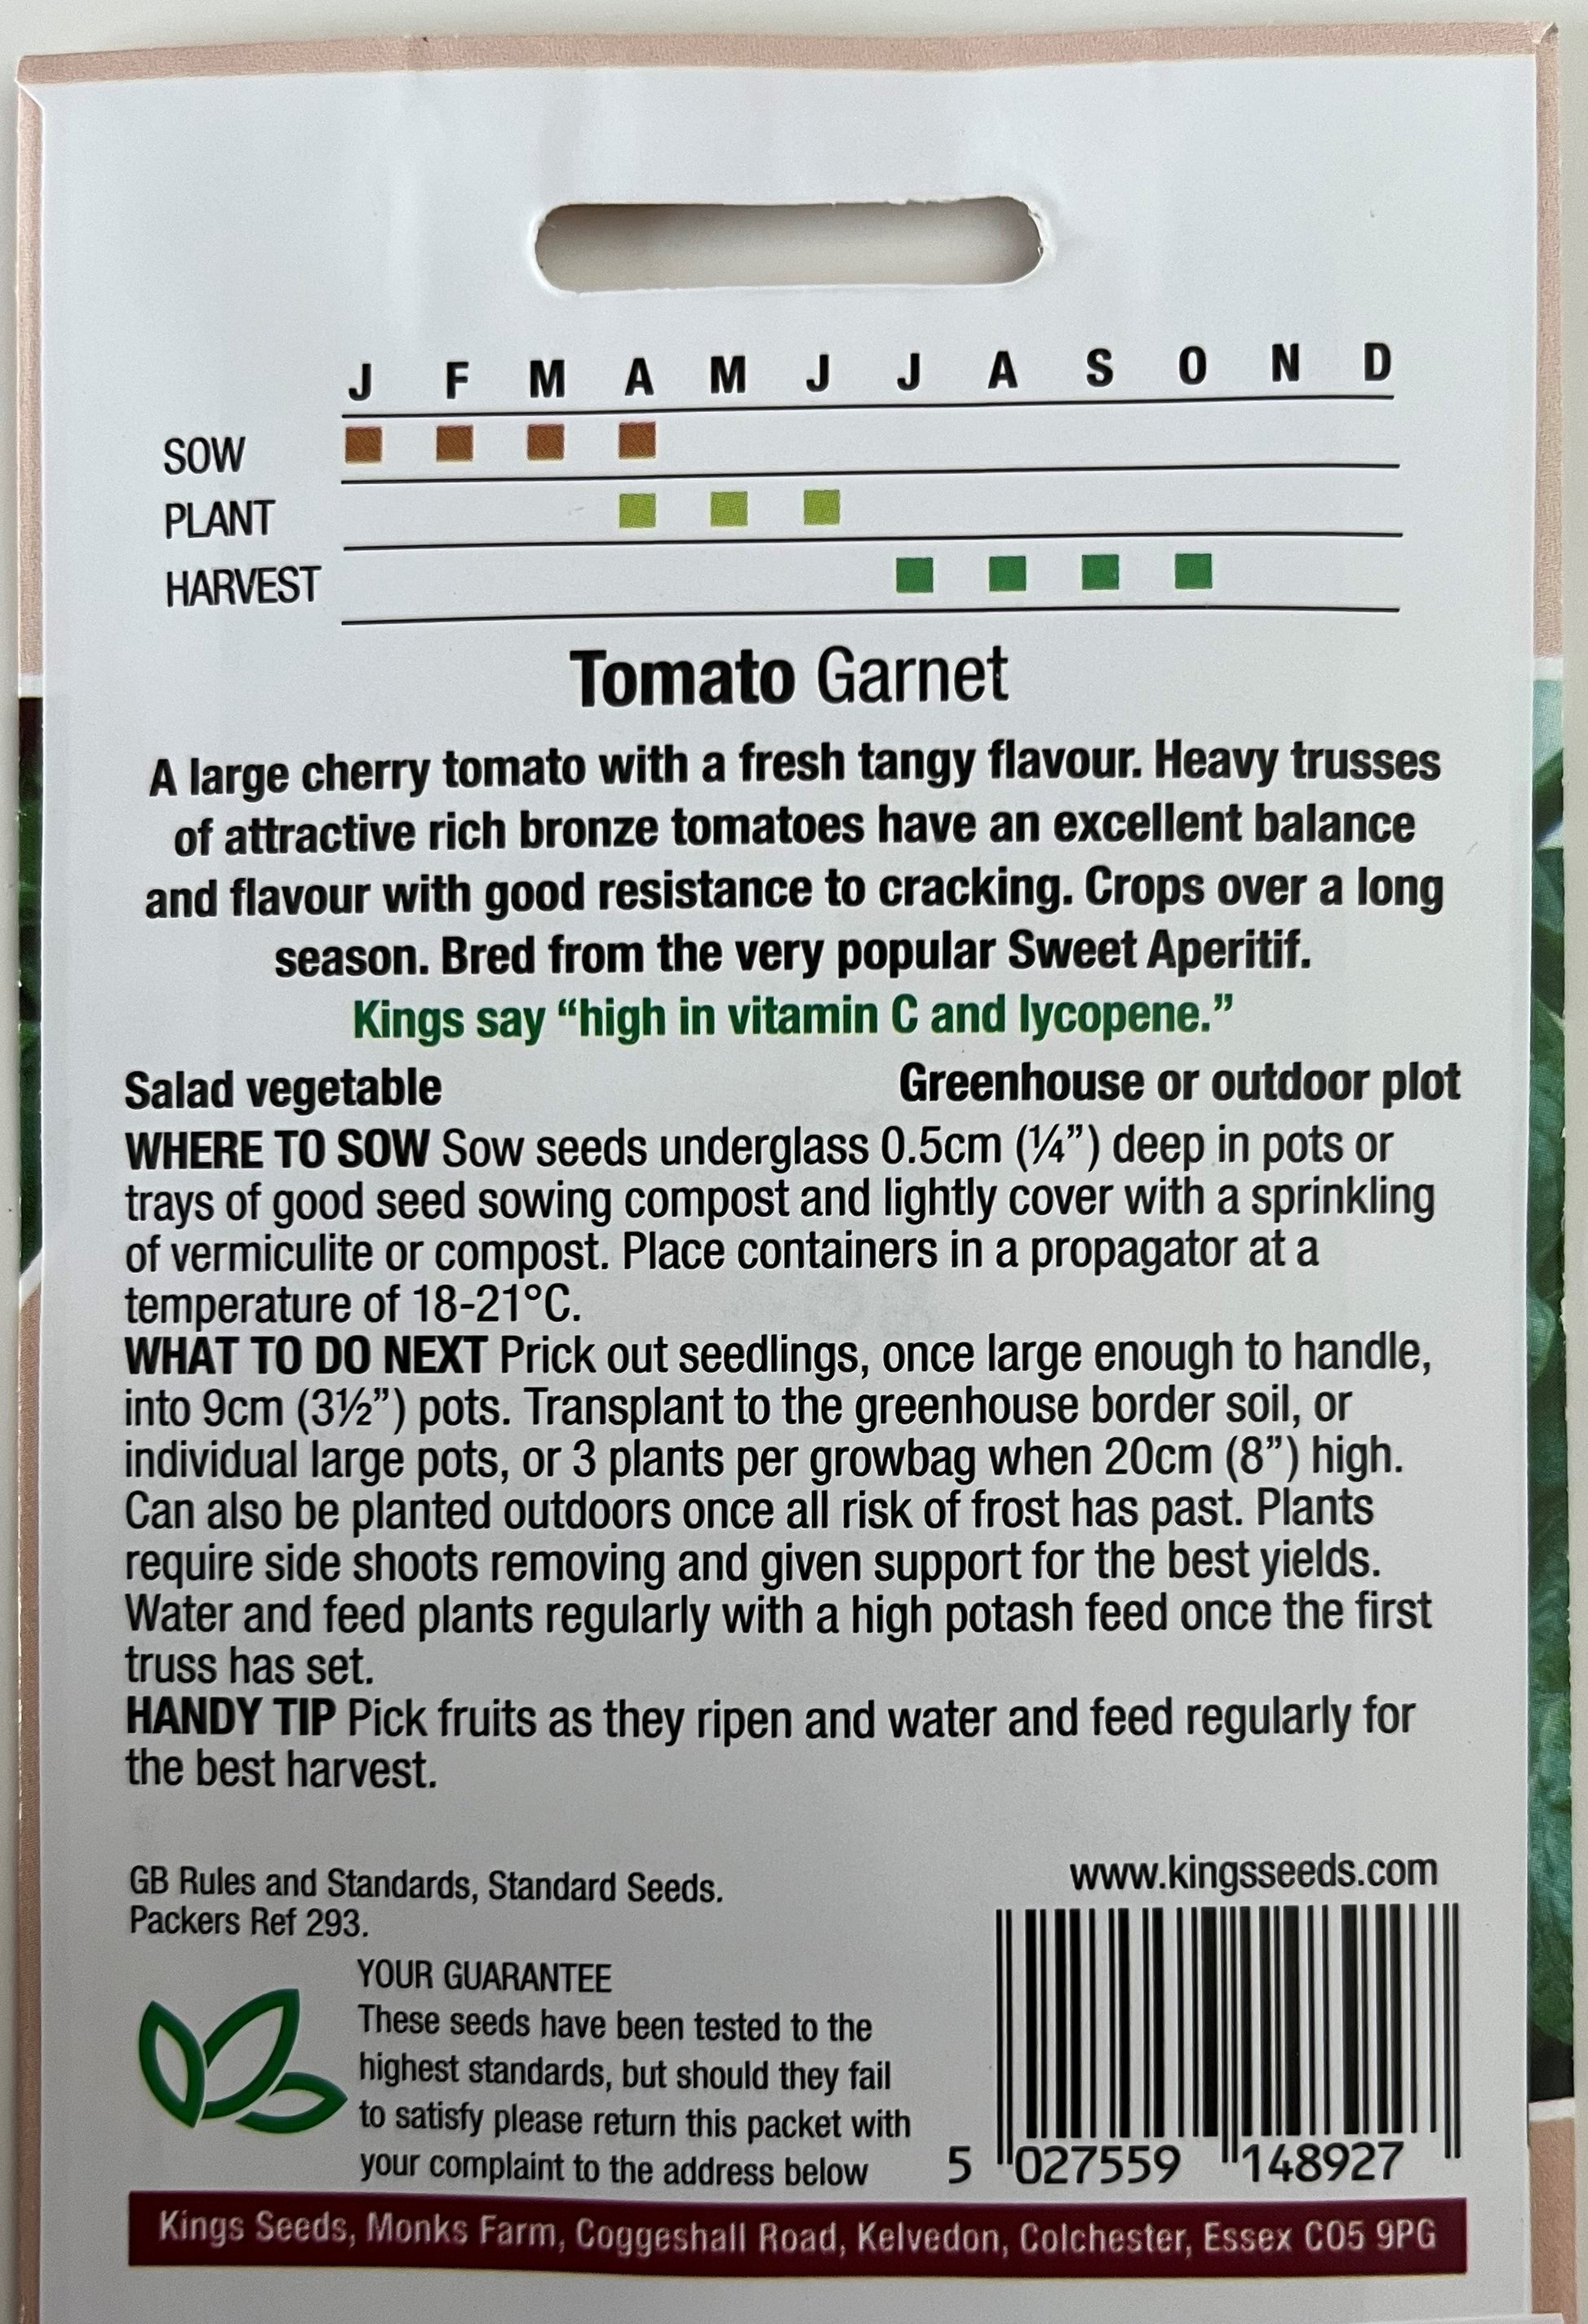 J F M A M J J A S O N D
SOW
PLANT
HARVEST
Tomato Garnet
A large cherry tomato with a fresh tangy flavour. Heavy trusses
of attractive rich bronze tomatoes have an excellent balance
and flavour with good resistance to cracking. Crops over a long
season. Bred from the very popular Sweet Aperitif.
Kings say “high in vitamin C and lycopene.”
Salad vegetable Greenhouse or outdoor plot
WHERE TO SOW Sow seeds underglass 0.5cm (¼”) deep in pots or
trays of good seed sowing compost and lightly cover with a sprinkling
of vermiculite or compost. Place containers in a propagator at a
temperature of 18-21°C.
WHAT TO DO NEXT Prick out seedlings, once large enough to handle,
into 9cm (3½”) pots. Transplant to the greenhouse border soil, or
individual large pots, or 3 plants per growbag when 20cm (8”) high.
Can also be planted outdoors once all risk of frost has past. Plants
require side shoots removing and given support for the best yields.
Water and feed plants regularly with a high potash feed once the first
truss has set.
HANDY TIP Pick fruits as they ripen and water and feed regularly for
the best harvest.
GB Rules and Standards, Standard Seeds.
Packers Ref 293.
www.kingsseeds.com
YOUR GUARANTEE
These seeds have been tested to the
highest standards, but should they fail
to satisfy please return this packet with
your complaint to the address below
5 027559 148927
Kings Seeds, Monks Farm, Coggeshall Road, Kelvedon, Colchester, Essex CO5 9PG